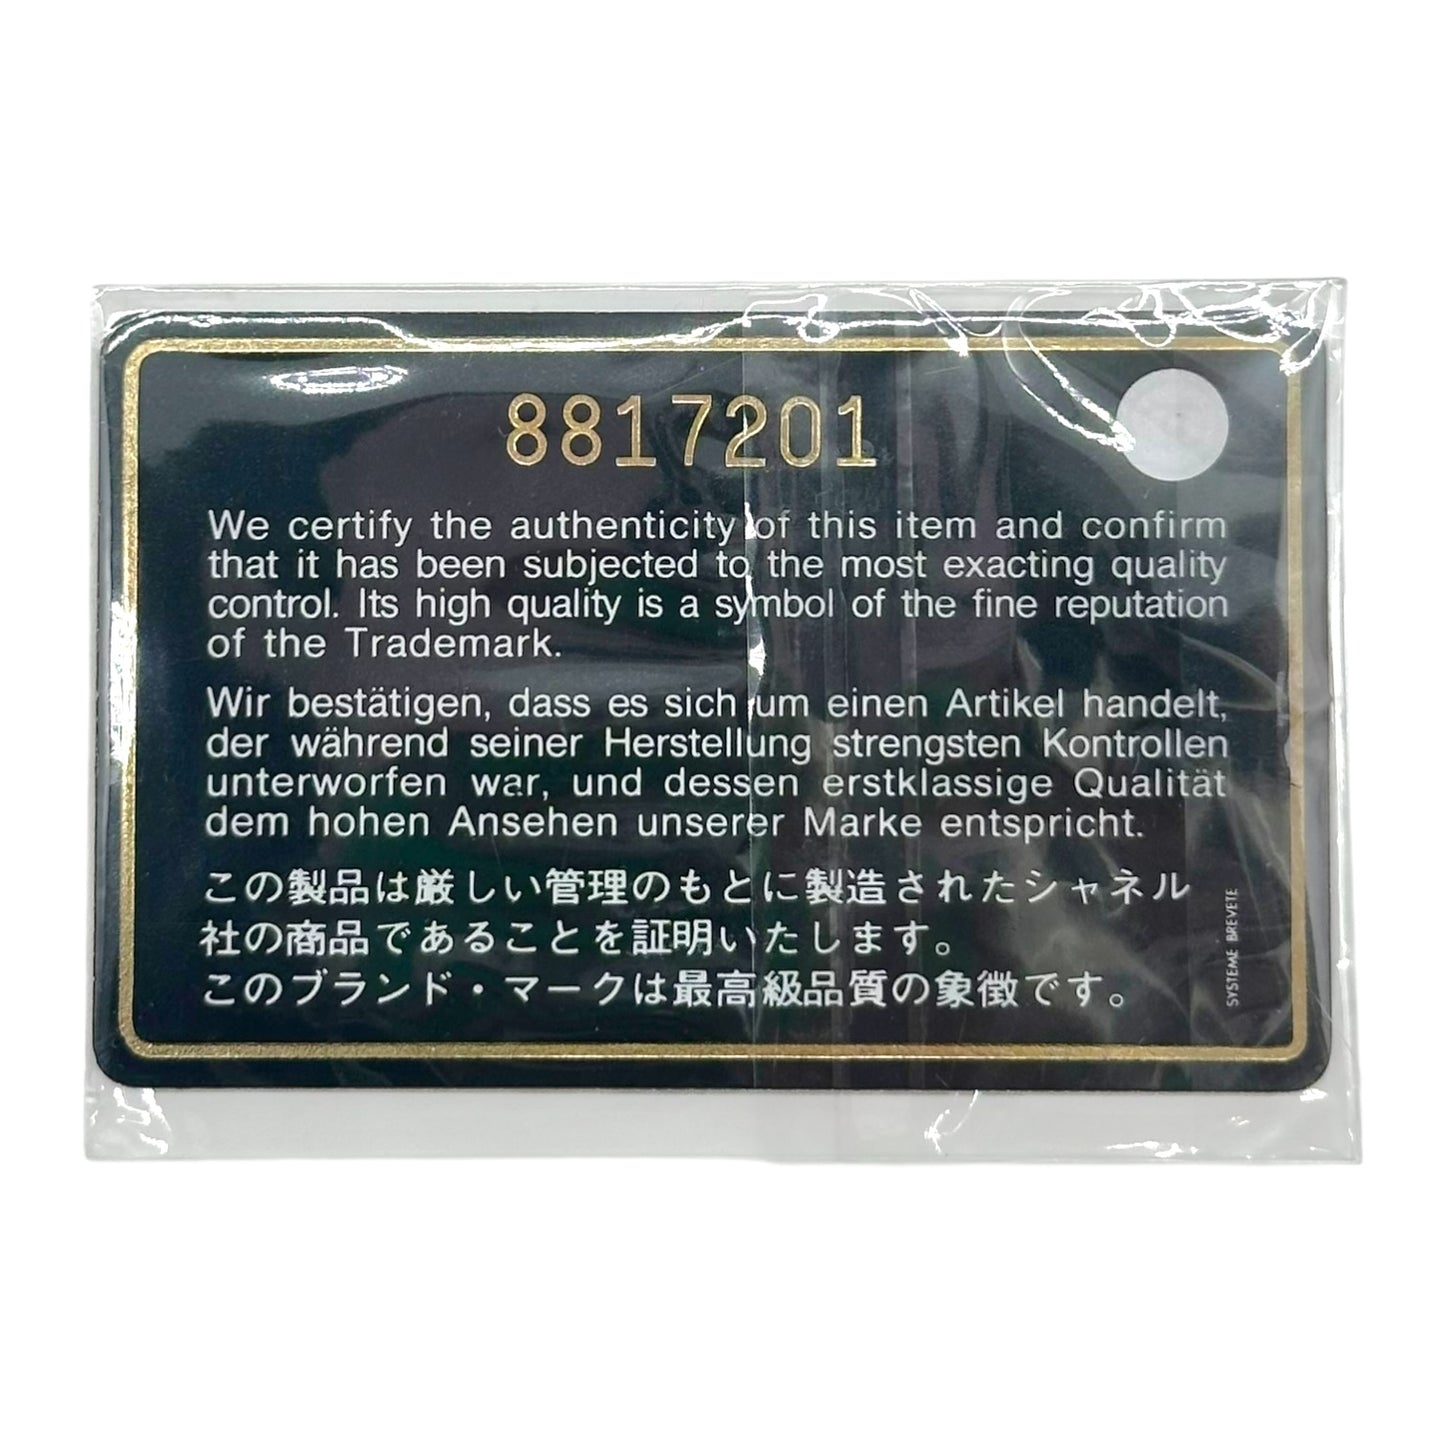 8817201
We certify the authenticity of this item and confirm
that it has been subjected to the most exacting quality
control. Its high quality is a symbol of the fine reputation
of the Trademark.
Wir bestätigen, dass es sich um einen Artikel handelt,
der während seiner Herstellung strengsten Kontrollen
unterworfen war, und dessen erstklassige Qualität
dem hohen Ansehen unserer Marke entspricht.
この製品は厳しい管理のもとに製造されたシャネル
社の商品であることを証明いたします。
このブランド・マークは最高級品質の象徴です。
SYSTEME BREVETE